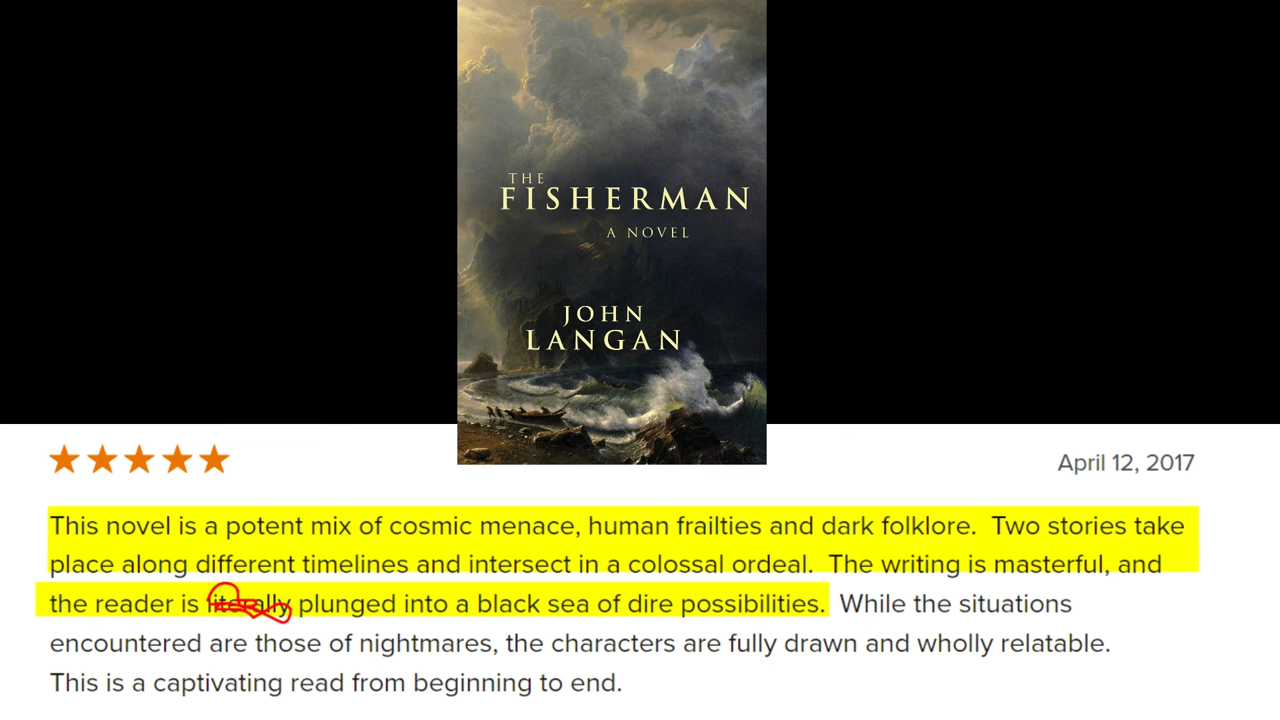 THE
FISHERMAN
A NOVEL
JOHN
LANGAN
April 12, 2017
This novel is a potent mix of cosmic menace, human frailties and dark folklore. Two stories take
place along different timelines and intersect in a colossal ordeal. The writing is masterful, and
the reader is literally plunged into a black sea of dire possibilities. While the situations
encountered are those of nightmares, the characters are fully drawn and wholly relatable.
This is a captivating read from beginning to end.